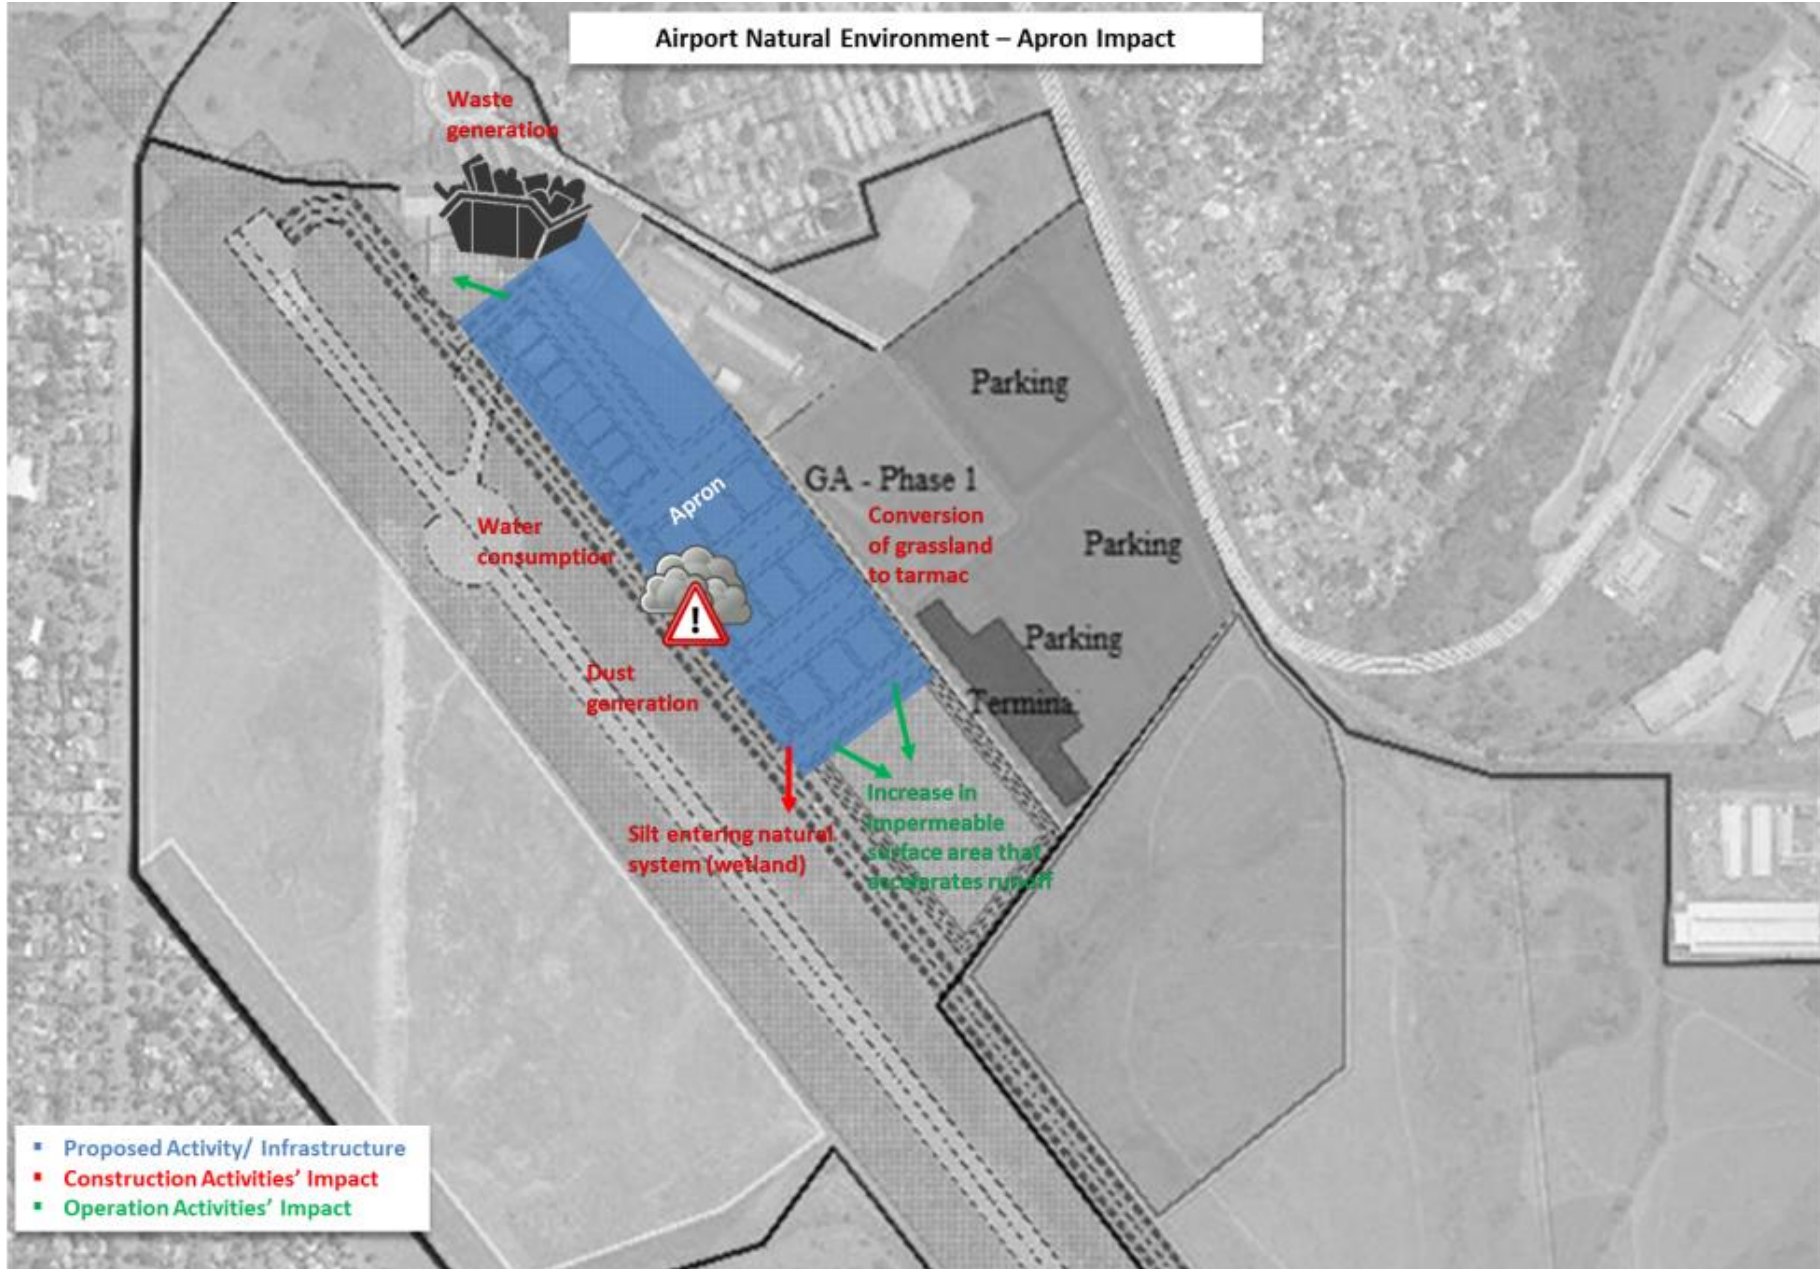 Airport Natural Environment – Apron Impact
Waste
generation
Parking
GA - Phase 1
Apron
Conversion
of grassland
to tarmac
Water
consumption
Parking
!
Parking
Dust
generation
Termina
Increase in
impermeable
surface area that
accelerates runoff
Silt entering natural
system (wetland)
▪ Proposed Activity/ Infrastructure
▪ Construction Activities’ Impact
▪ Operation Activities’ Impact